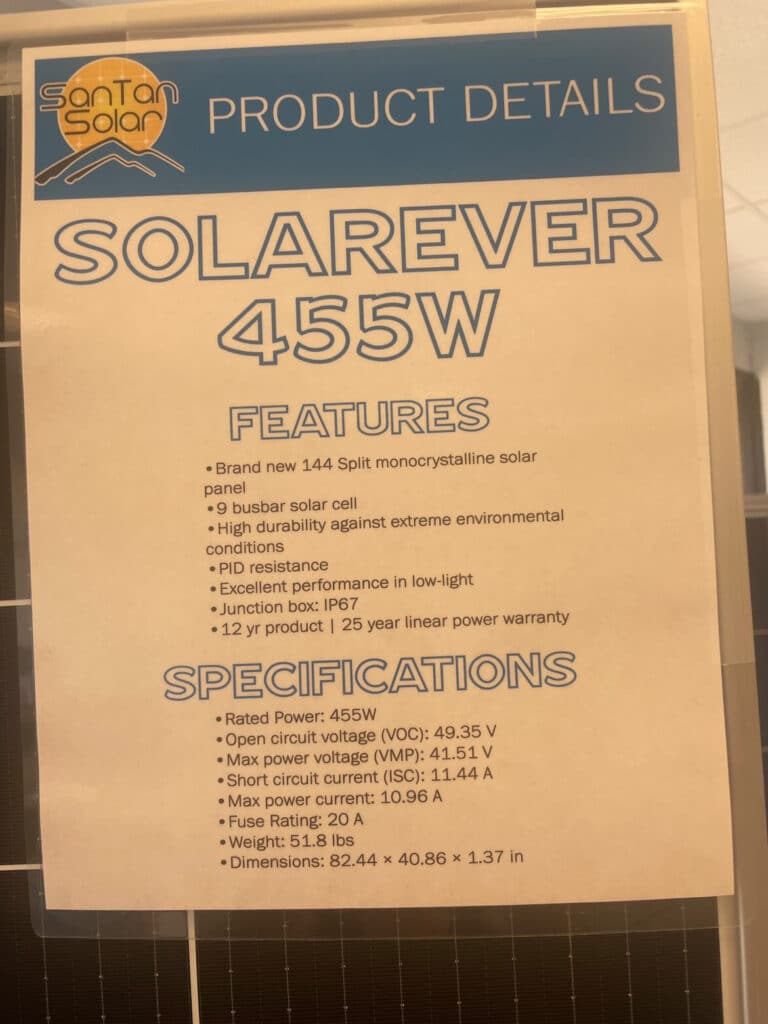 SanTan
Solar
PRODUCT DETAILS
SOLAREVER
455W
FEATURES
• Brand new 144 Split monocrystalline solar
panel
• 9 busbar solar cell
• High durability against extreme environmental
conditions
• PID resistance
• Excellent performance in low-light
• Junction box: IP67
• 12 yr product | 25 year linear power warranty
SPECIFICATIONS
• Rated Power: 455W
• Open circuit voltage (VOC): 49.35 V
• Max power voltage (VMP): 41.51 V
• Short circuit current (ISC): 11.44 A
• Max power current: 10.96 A
• Fuse Rating: 20 A
• Weight: 51.8 lbs
• Dimensions: 82.44 × 40.86 × 1.37 in